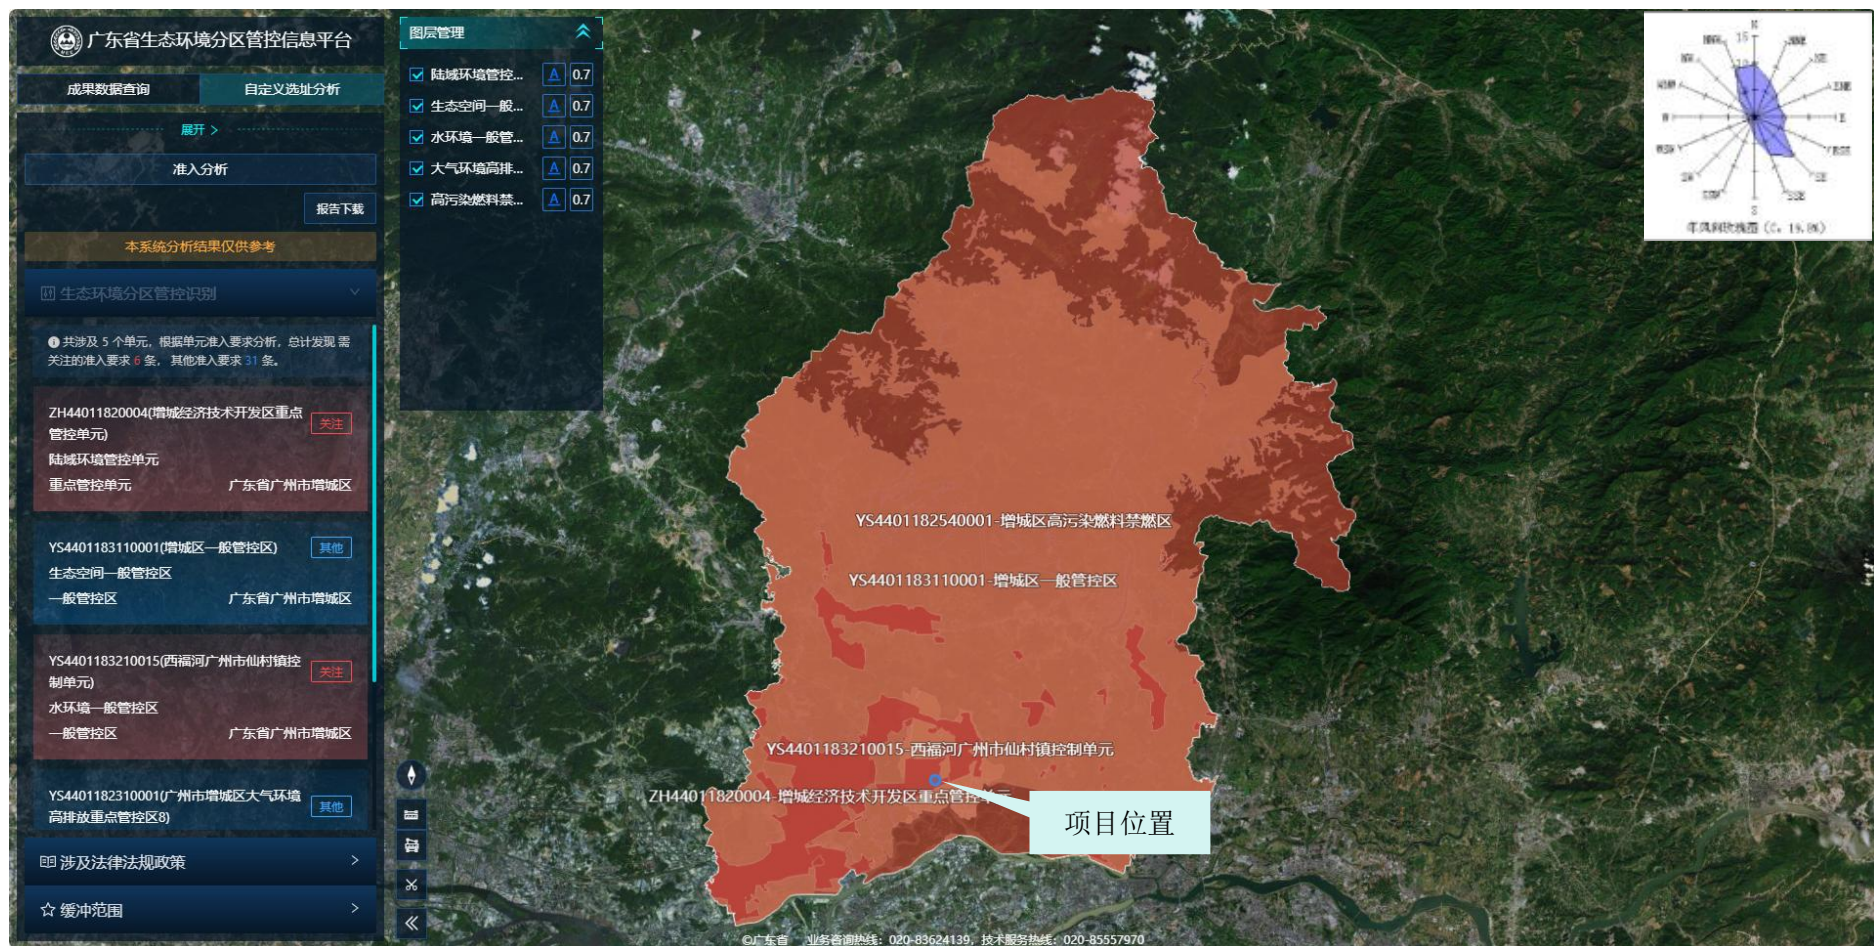 广东省生态环境分区管控信息平台
成果数据查询
自定义选址分析
展开 >
准入分析
报告下载
本系统分析结果仅供参考
生态环境分区管控识别
共涉及 5 个单元，根据单元准入要求分析，总计发现 需
关注的准入要求 6 条， 其他准入要求 31 条。
ZH44011820004(增城经济技术开发区重点
管控单元)
关注
陆域环境管控单元
重点管控单元
广东省广州市增城区
YS4401183110001(增城区一般管控区)
其他
生态空间一般管控区
一般管控区
广东省广州市增城区
YS4401183210015(西福河广州市仙村镇控
制单元)
关注
水环境一般管控区
一般管控区
广东省广州市增城区
YS4401182310001(广州市增城区大气环境
高排放重点管控区8)
其他
涉及法律法规政策
缓冲范围
图层管理
陆域环境管控... A 0.7
生态空间一般... A 0.7
水环境一般管... A 0.7
大气环境高排... A 0.7
高污染燃料禁... A 0.7
YS4401182540001-增城区高污染燃料禁燃区
YS4401183110001-增城区一般管控区
YS4401183210015-西福河广州市仙村镇控制单元
ZH44011820004-增城经济技术开发区重点管控单元
项目位置
©广东省 业务咨询热线：020-83624139，技术服务热线：020-85557970
N
15
NE
ENE
E
SE
SSE
S
年风向玫瑰图 (C, 19.8%)